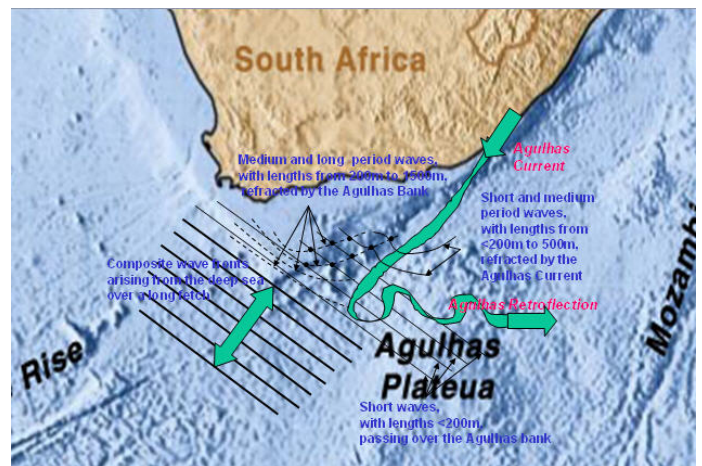 South Africa
Agulhas
Current
Medium and long period waves,
with lengths from 200m to 1500m,
refracted by the Agulhas Bank
Short and medium
period waves,
with lengths from
<200m to 500m,
refracted by the
Agulhas Current
Composite wave fronts
arising from the deep sea
over a long fetch
Agulhas Retroflection
Mozambi
Rise
Agulhas
Plateua
Short waves,
with lengths <200m,
passing over the Agulhas bank